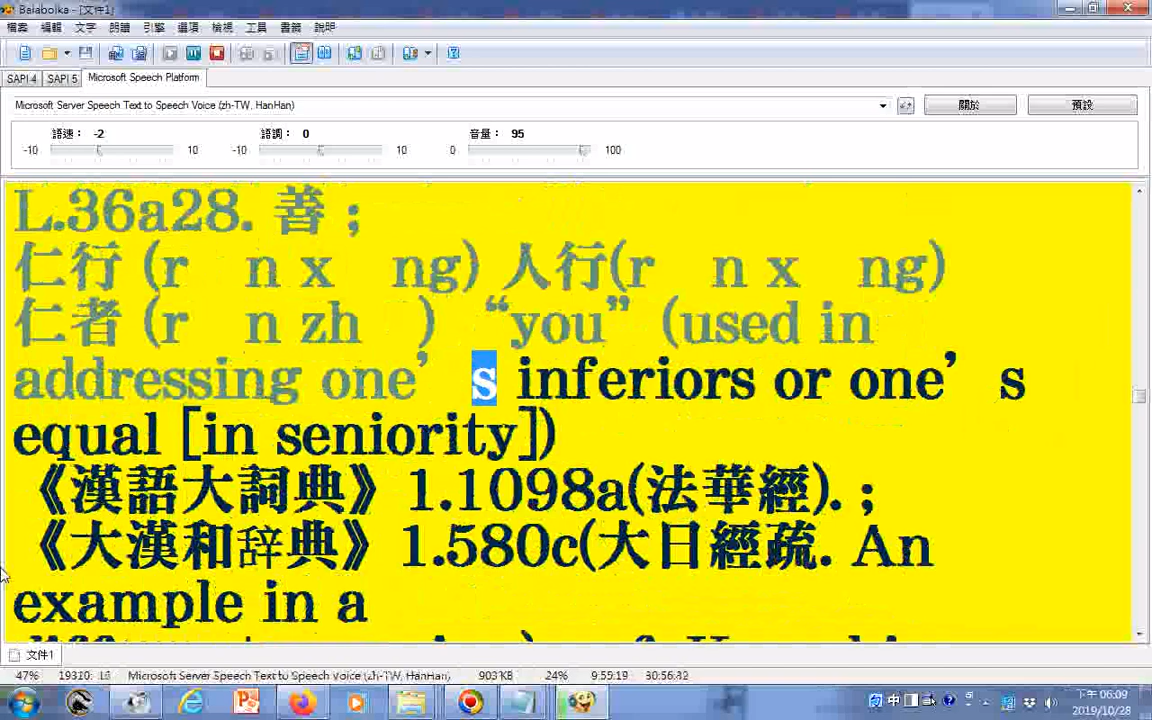 Balabolka - [文件1]
檔案 編輯 文字 朗讀 引擎 選項 檢視 工具 書籤 說明
SAPI 4 SAPI 5 Microsoft Speech Platform
Microsoft Server Speech Text to Speech Voice (zh-TW, HanHan) 關於 預設
語速： -2 語調： 0 音量： 95
-10 10 -10 10 0 100
L.36a28. 善；
仁行 (r n x ng) 人行(r n x ng)
仁者 (r n zh ) “you” (used in
addressing one’s inferiors or one’s
equal [in seniority])
《漢語大詞典》1.1098a(法華經).；
《大漢和辞典》1.580c(大日經疏. An
example in a
文件1
47% Microsoft Server Speech Text to Speech Voice (zh-TW, HanHan) 903 KB 24% 9:55:19 30:56:32
中 下午 06:09
2019/10/28